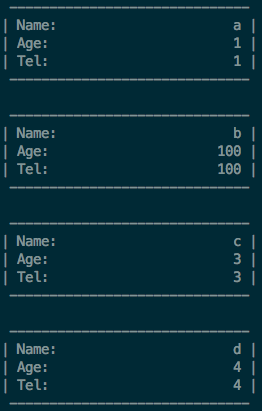 | Name: a |
| Age: 1 |
| Tel: 1 |
| Name: b |
| Age: 100 |
| Tel: 100 |
| Name: c |
| Age: 3 |
| Tel: 3 |
| Name: d |
| Age: 4 |
| Tel: 4 |